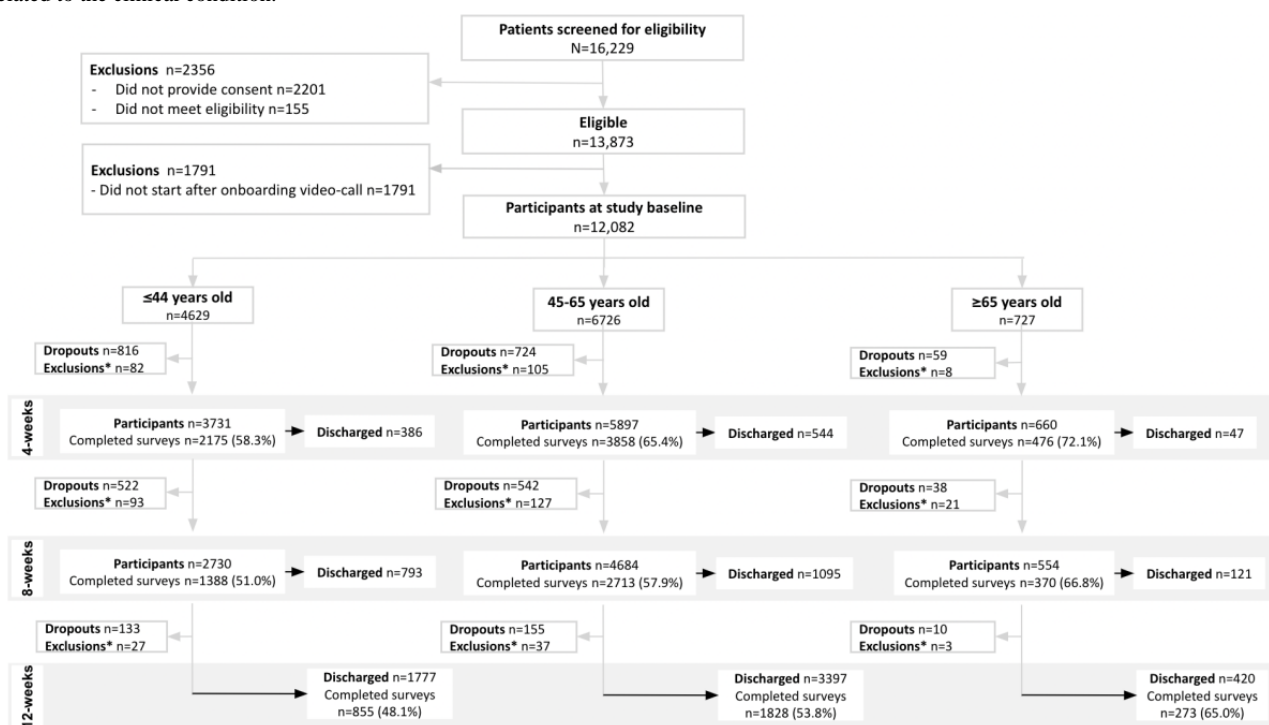 related to the clinical condition.
Patients screened for eligibility
N=16,229
Exclusions n=2356
- Did not provide consent n=2201
- Did not meet eligibility n=155
Eligible
n=13,873
Exclusions n=1791
- Did not start after onboarding video-call n=1791
Participants at study baseline
n=12,082
≤44 years old
n=4629
45-65 years old
n=6726
≥65 years old
n=727
Dropouts n=816
Exclusions* n=82
Dropouts n=724
Exclusions* n=105
Dropouts n=59
Exclusions* n=8
4-weeks
Participants n=3731
Completed surveys n=2175 (58.3%)
Discharged n=386
Participants n=5897
Completed surveys n=3858 (65.4%)
Discharged n=544
Participants n=660
Completed surveys n=476 (72.1%)
Discharged n=47
Dropouts n=522
Exclusions* n=93
Dropouts n=542
Exclusions* n=127
Dropouts n=38
Exclusions* n=21
8-weeks
Participants n=2730
Completed surveys n=1388 (51.0%)
Discharged n=793
Participants n=4684
Completed surveys n=2713 (57.9%)
Discharged n=1095
Participants n=554
Completed surveys n=370 (66.8%)
Discharged n=121
Dropouts n=133
Exclusions* n=27
Dropouts n=155
Exclusions* n=37
Dropouts n=10
Exclusions* n=3
12-weeks
Discharged n=1777
Completed surveys
n=855 (48.1%)
Discharged n=3397
Completed surveys
n=1828 (53.8%)
Discharged n=420
Completed surveys
n=273 (65.0%)